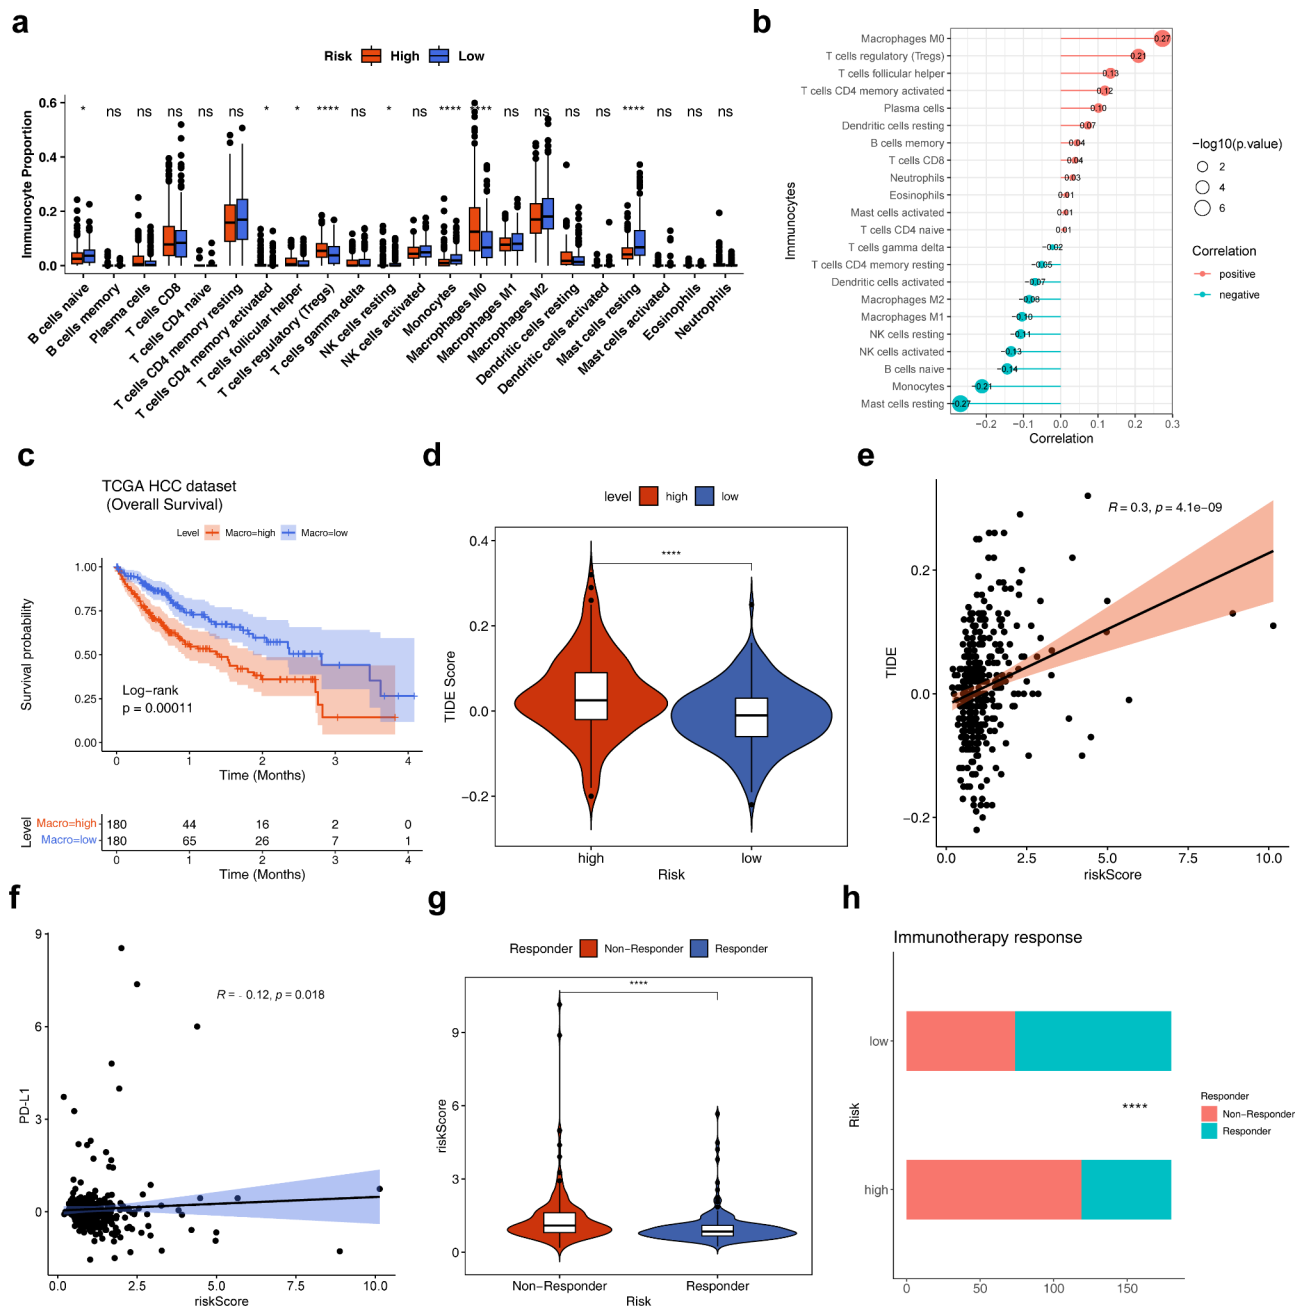 a
Risk High Low
* ns ns ns ns ns * * **** ns * ns **** **** ns ns ns ns **** ns ns ns
Immunocyte Proportion
0.6
0.4
0.2
0.0
B cells naive
B cells memory
Plasma cells
T cells CD8
T cells CD4 naive
T cells CD4 memory resting
T cells CD4 memory activated
T cells follicular helper
T cells regulatory (Tregs)
T cells gamma delta
NK cells resting
NK cells activated
Monocytes
Macrophages M0
Macrophages M1
Macrophages M2
Dendritic cells resting
Dendritic cells activated
Mast cells resting
Mast cells activated
Eosinophils
Neutrophils
b
Immunocytes
Macrophages M0 0.27
T cells regulatory (Tregs) 0.21
T cells follicular helper 0.13
T cells CD4 memory activated 0.12
Plasma cells 0.10
Dendritic cells resting 0.07
B cells memory 0.04
T cells CD8 0.04
Neutrophils 0.03
Eosinophils 0.01
Mast cells activated 0.01
T cells CD4 naive 0.01
T cells gamma delta −0.02
T cells CD4 memory resting −0.05
Dendritic cells activated −0.07
Macrophages M2 −0.08
Macrophages M1 −0.10
NK cells resting −0.11
NK cells activated −0.13
B cells naive −0.14
Monocytes −0.21
Mast cells resting −0.27
−0.2 −0.1 0.0 0.1 0.2 0.3
Correlation
−log10(p.value)
2
4
6
Correlation
positive
negative
c
TCGA HCC dataset
(Overall Survival)
Level Macro=high Macro=low
Survival probability
1.00
0.75
0.50
0.25
0.00
Log−rank
p = 0.00011
0 1 2 3 4
Time (Months)
Level
Macro=high 180 44 16 2 0
Macro=low 180 65 26 7 1
0 1 2 3 4
Time (Months)
d
level high low
TIDE Score
0.4
0.2
0.0
−0.2
****
high low
Risk
e
R = 0.3, p = 4.1e−09
TIDE
0.2
0.0
−0.2
0.0 2.5 5.0 7.5 10.0
riskScore
f
R = - 0.12, p = 0.018
PD-L1
9
6
3
0
0.0 2.5 5.0 7.5 10.0
riskScore
g
Responder Non−Responder Responder
riskScore
9
6
3
0
****
Non−Responder Responder
Risk
h
Immunotherapy response
Risk
low
high
****
0 50 100 150
Responder
Non−Responder
Responder